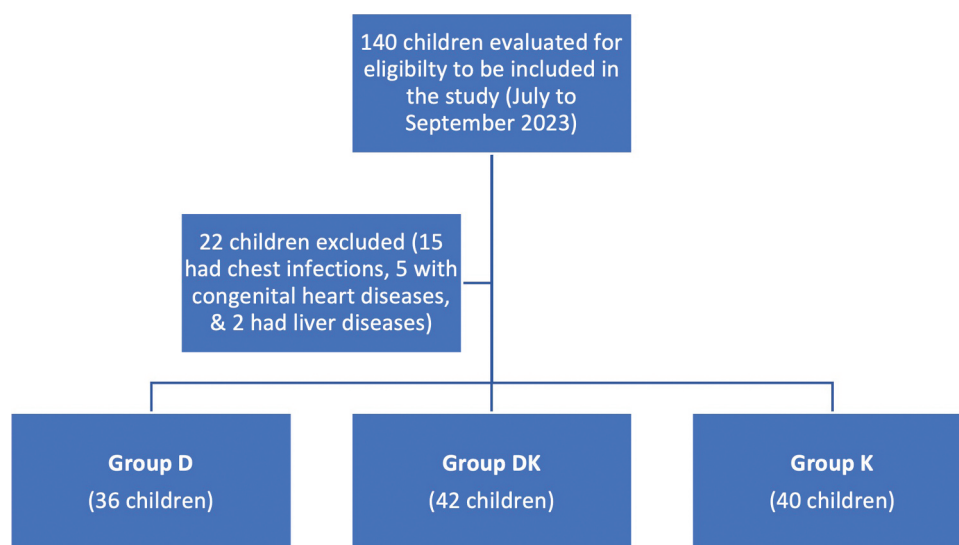 140 children evaluated for
eligibilty to be included in
the study (July to
September 2023)
22 children excluded (15
had chest infections, 5 with
congenital heart diseases,
& 2 had liver diseases)
Group D
(36 children)
Group DK
(42 children)
Group K
(40 children)